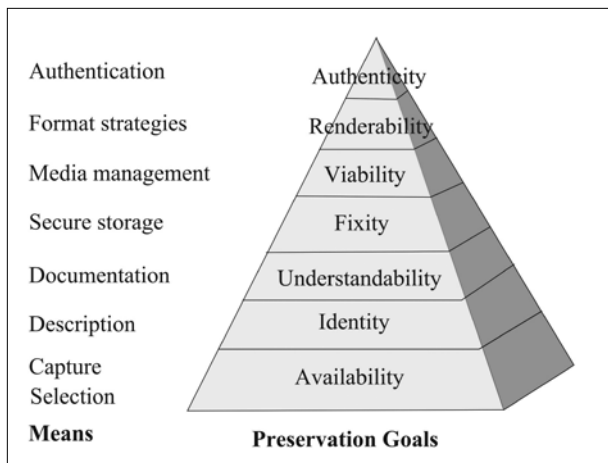 Authentication Authenticity
Format strategies Renderability
Media management Viability
Secure storage Fixity
Documentation Understandability
Description Identity
Capture Availability
Selection
Means Preservation Goals